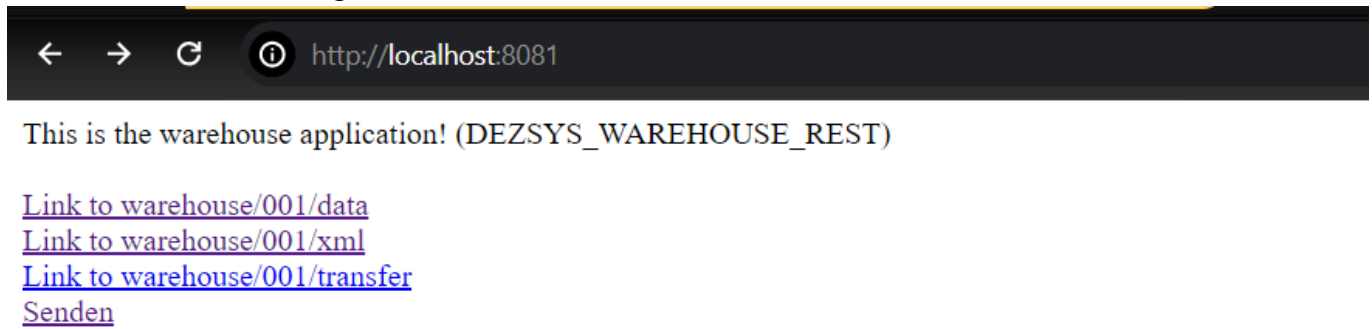 http://localhost:8081
This is the warehouse application! (DEZSYS_WAREHOUSE_REST)
Link to warehouse/001/data
Link to warehouse/001/xml
Link to warehouse/001/transfer
Senden